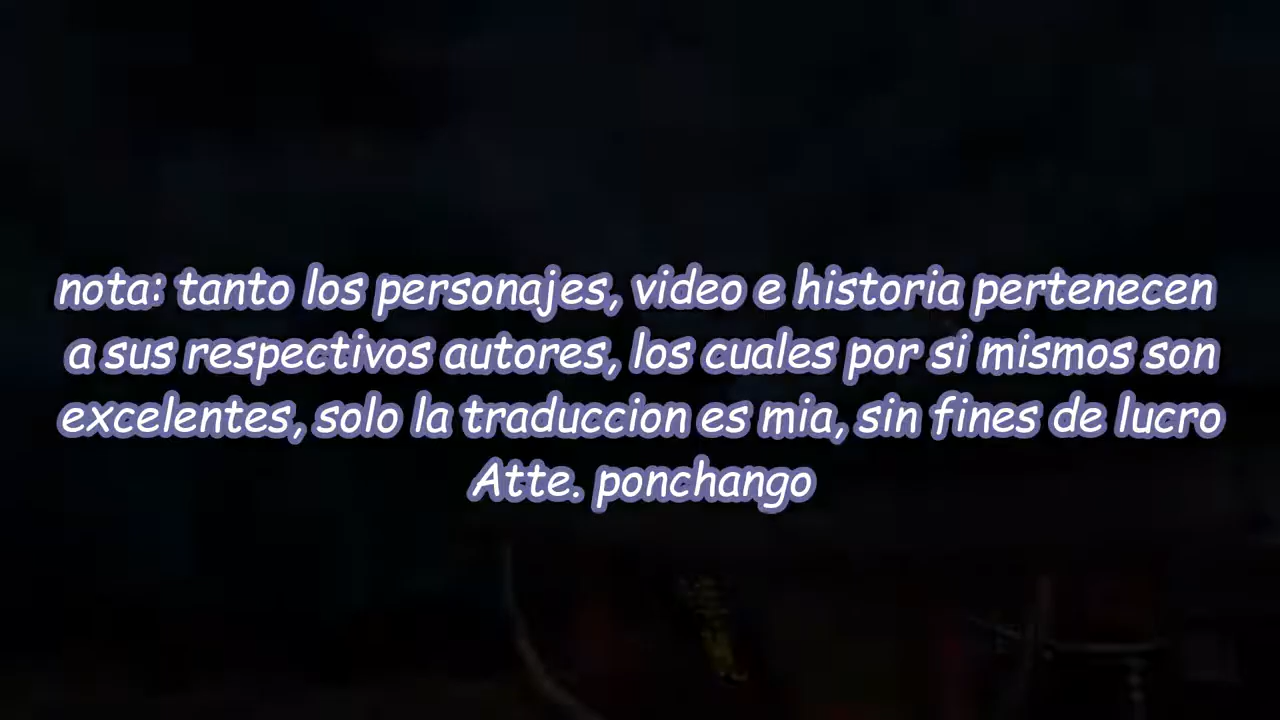 nota: tanto los personajes, video e historia pertenecen
a sus respectivos autores, los cuales por si mismos son
excelentes, solo la traduccion es mia, sin fines de lucro
Atte. ponchango